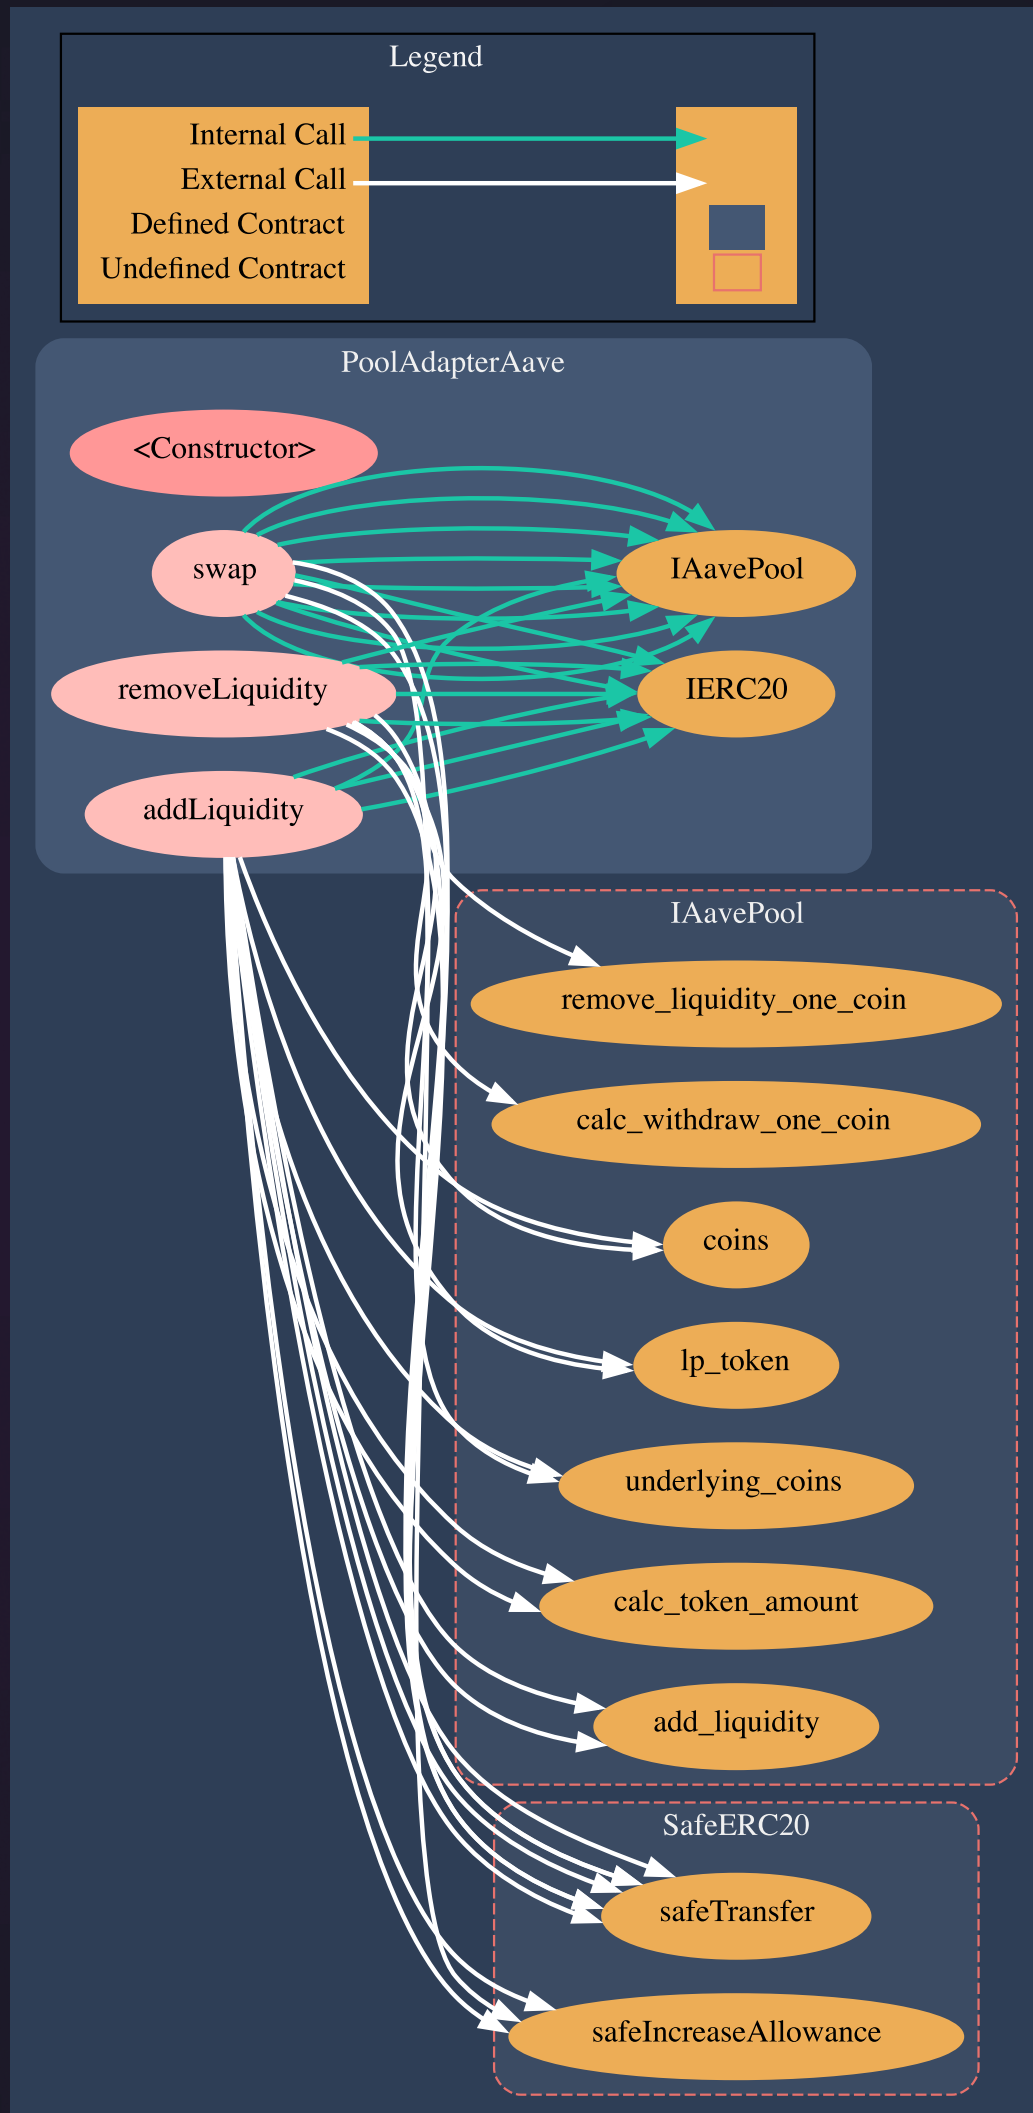 Legend
Internal Call
External Call
Defined Contract
Undefined Contract
PoolAdapterAave
<Constructor>
swap
IAavePool
removeLiquidity
IERC20
addLiquidity
IAavePool
remove_liquidity_one_coin
calc_withdraw_one_coin
coins
lp_token
underlying_coins
calc_token_amount
add_liquidity
SafeERC20
safeTransfer
safeIncreaseAllowance